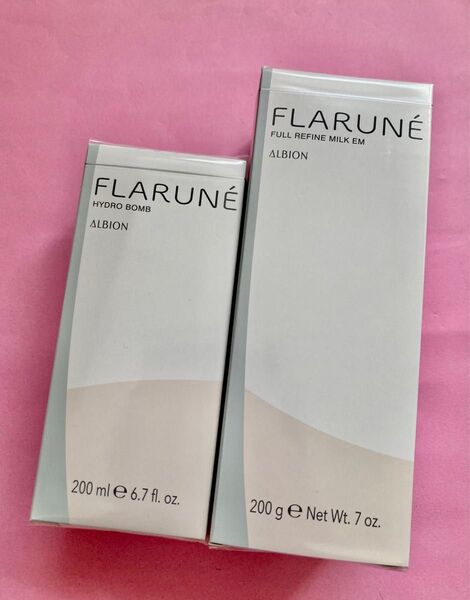 FLARUNÉ
HYDRO BOMB
ALBION
200 ml e 6.7 fl. oz.
FLARUNÉ
FULL REFINE MILK EM
ALBION
200 g e Net Wt. 7 oz.